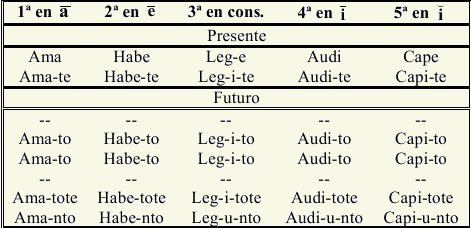 1ª en ā 2ª en ē 3ª en cons. 4ª en ī 5ª en ĭ
Presente
Ama Habe Leg-e Audi Cape
Ama-te Habe-te Leg-i-te Audi-te Capi-te
Futuro
-- -- -- -- --
Ama-to Habe-to Leg-i-to Audi-to Capi-to
Ama-to Habe-to Leg-i-to Audi-to Capi-to
-- -- -- -- --
Ama-tote Habe-tote Leg-i-tote Audi-tote Capi-tote
Ama-nto Habe-nto Leg-u-nto Audi-u-nto Capi-u-nto